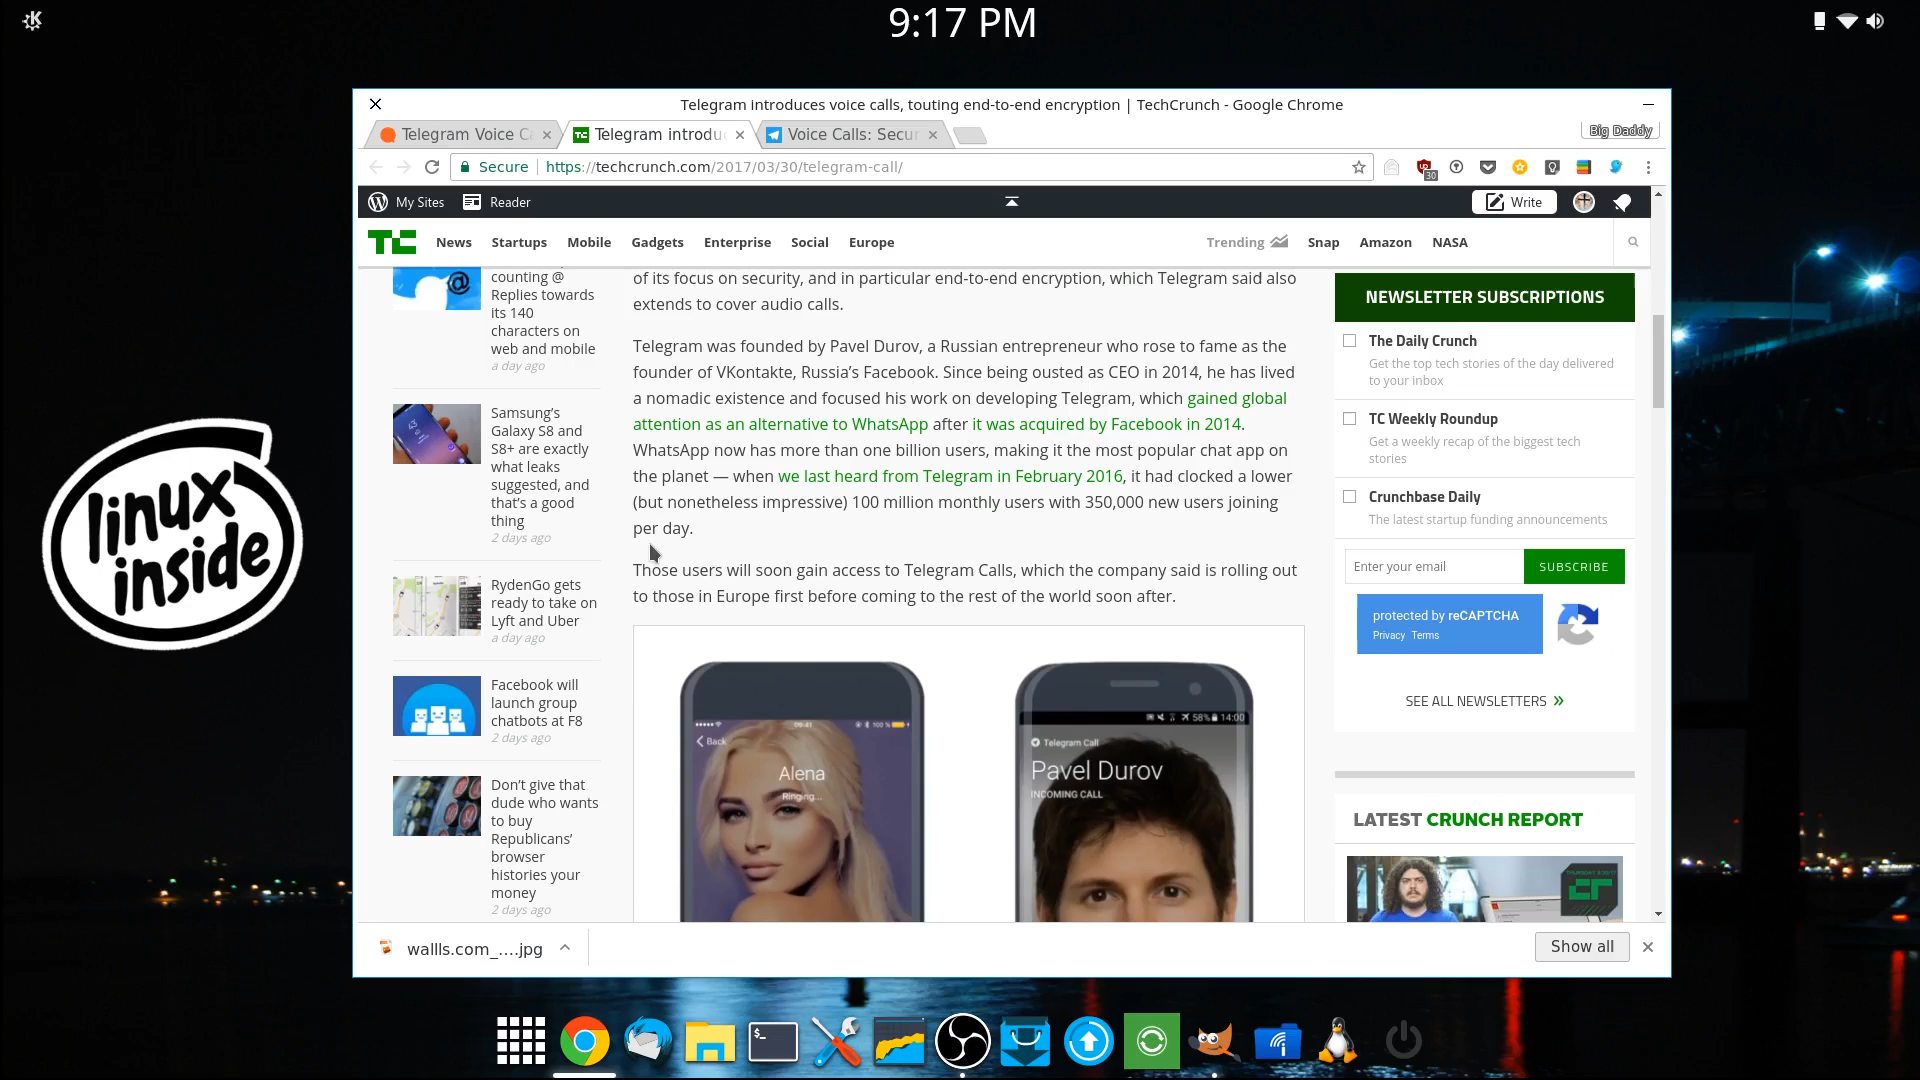 9:17 PM
Telegram introduces voice calls, touting end-to-end encryption | TechCrunch - Google Chrome
Telegram Voice Ca
Telegram introdu
Voice Calls: Secur
Big Daddy
Secure
https://techcrunch.com/2017/03/30/telegram-call/
30
My Sites
Reader
Write
TC
News
Startups
Mobile
Gadgets
Enterprise
Social
Europe
Trending
Snap
Amazon
NASA
counting @
Replies towards
its 140
characters on
web and mobile
a day ago
Samsung’s
Galaxy S8 and
S8+ are exactly
what leaks
suggested, and
that’s a good
thing
2 days ago
RydenGo gets
ready to take on
Lyft and Uber
a day ago
Facebook will
launch group
chatbots at F8
2 days ago
Don’t give that
dude who wants
to buy
Republicans’
browser
histories your
money
2 days ago
of its focus on security, and in particular end-to-end encryption, which Telegram said also
extends to cover audio calls.
Telegram was founded by Pavel Durov, a Russian entrepreneur who rose to fame as the
founder of VKontakte, Russia’s Facebook. Since being ousted as CEO in 2014, he has lived
a nomadic existence and focused his work on developing Telegram, which gained global
attention as an alternative to WhatsApp after it was acquired by Facebook in 2014.
WhatsApp now has more than one billion users, making it the most popular chat app on
the planet — when we last heard from Telegram in February 2016, it had clocked a lower
(but nonetheless impressive) 100 million monthly users with 350,000 new users joining
per day.
Those users will soon gain access to Telegram Calls, which the company said is rolling out
to those in Europe first before coming to the rest of the world soon after.
09:41
100 %
Back
Alena
Ringing...
58% 14:00
Telegram Call
Pavel Durov
INCOMING CALL
NEWSLETTER SUBSCRIPTIONS
The Daily Crunch
Get the top tech stories of the day delivered
to your inbox
TC Weekly Roundup
Get a weekly recap of the biggest tech
stories
Crunchbase Daily
The latest startup funding announcements
Enter your email
SUBSCRIBE
protected by reCAPTCHA
Privacy Terms
SEE ALL NEWSLETTERS »
LATEST CRUNCH REPORT
CR
wallls.com_....jpg
Show all
linux
inside